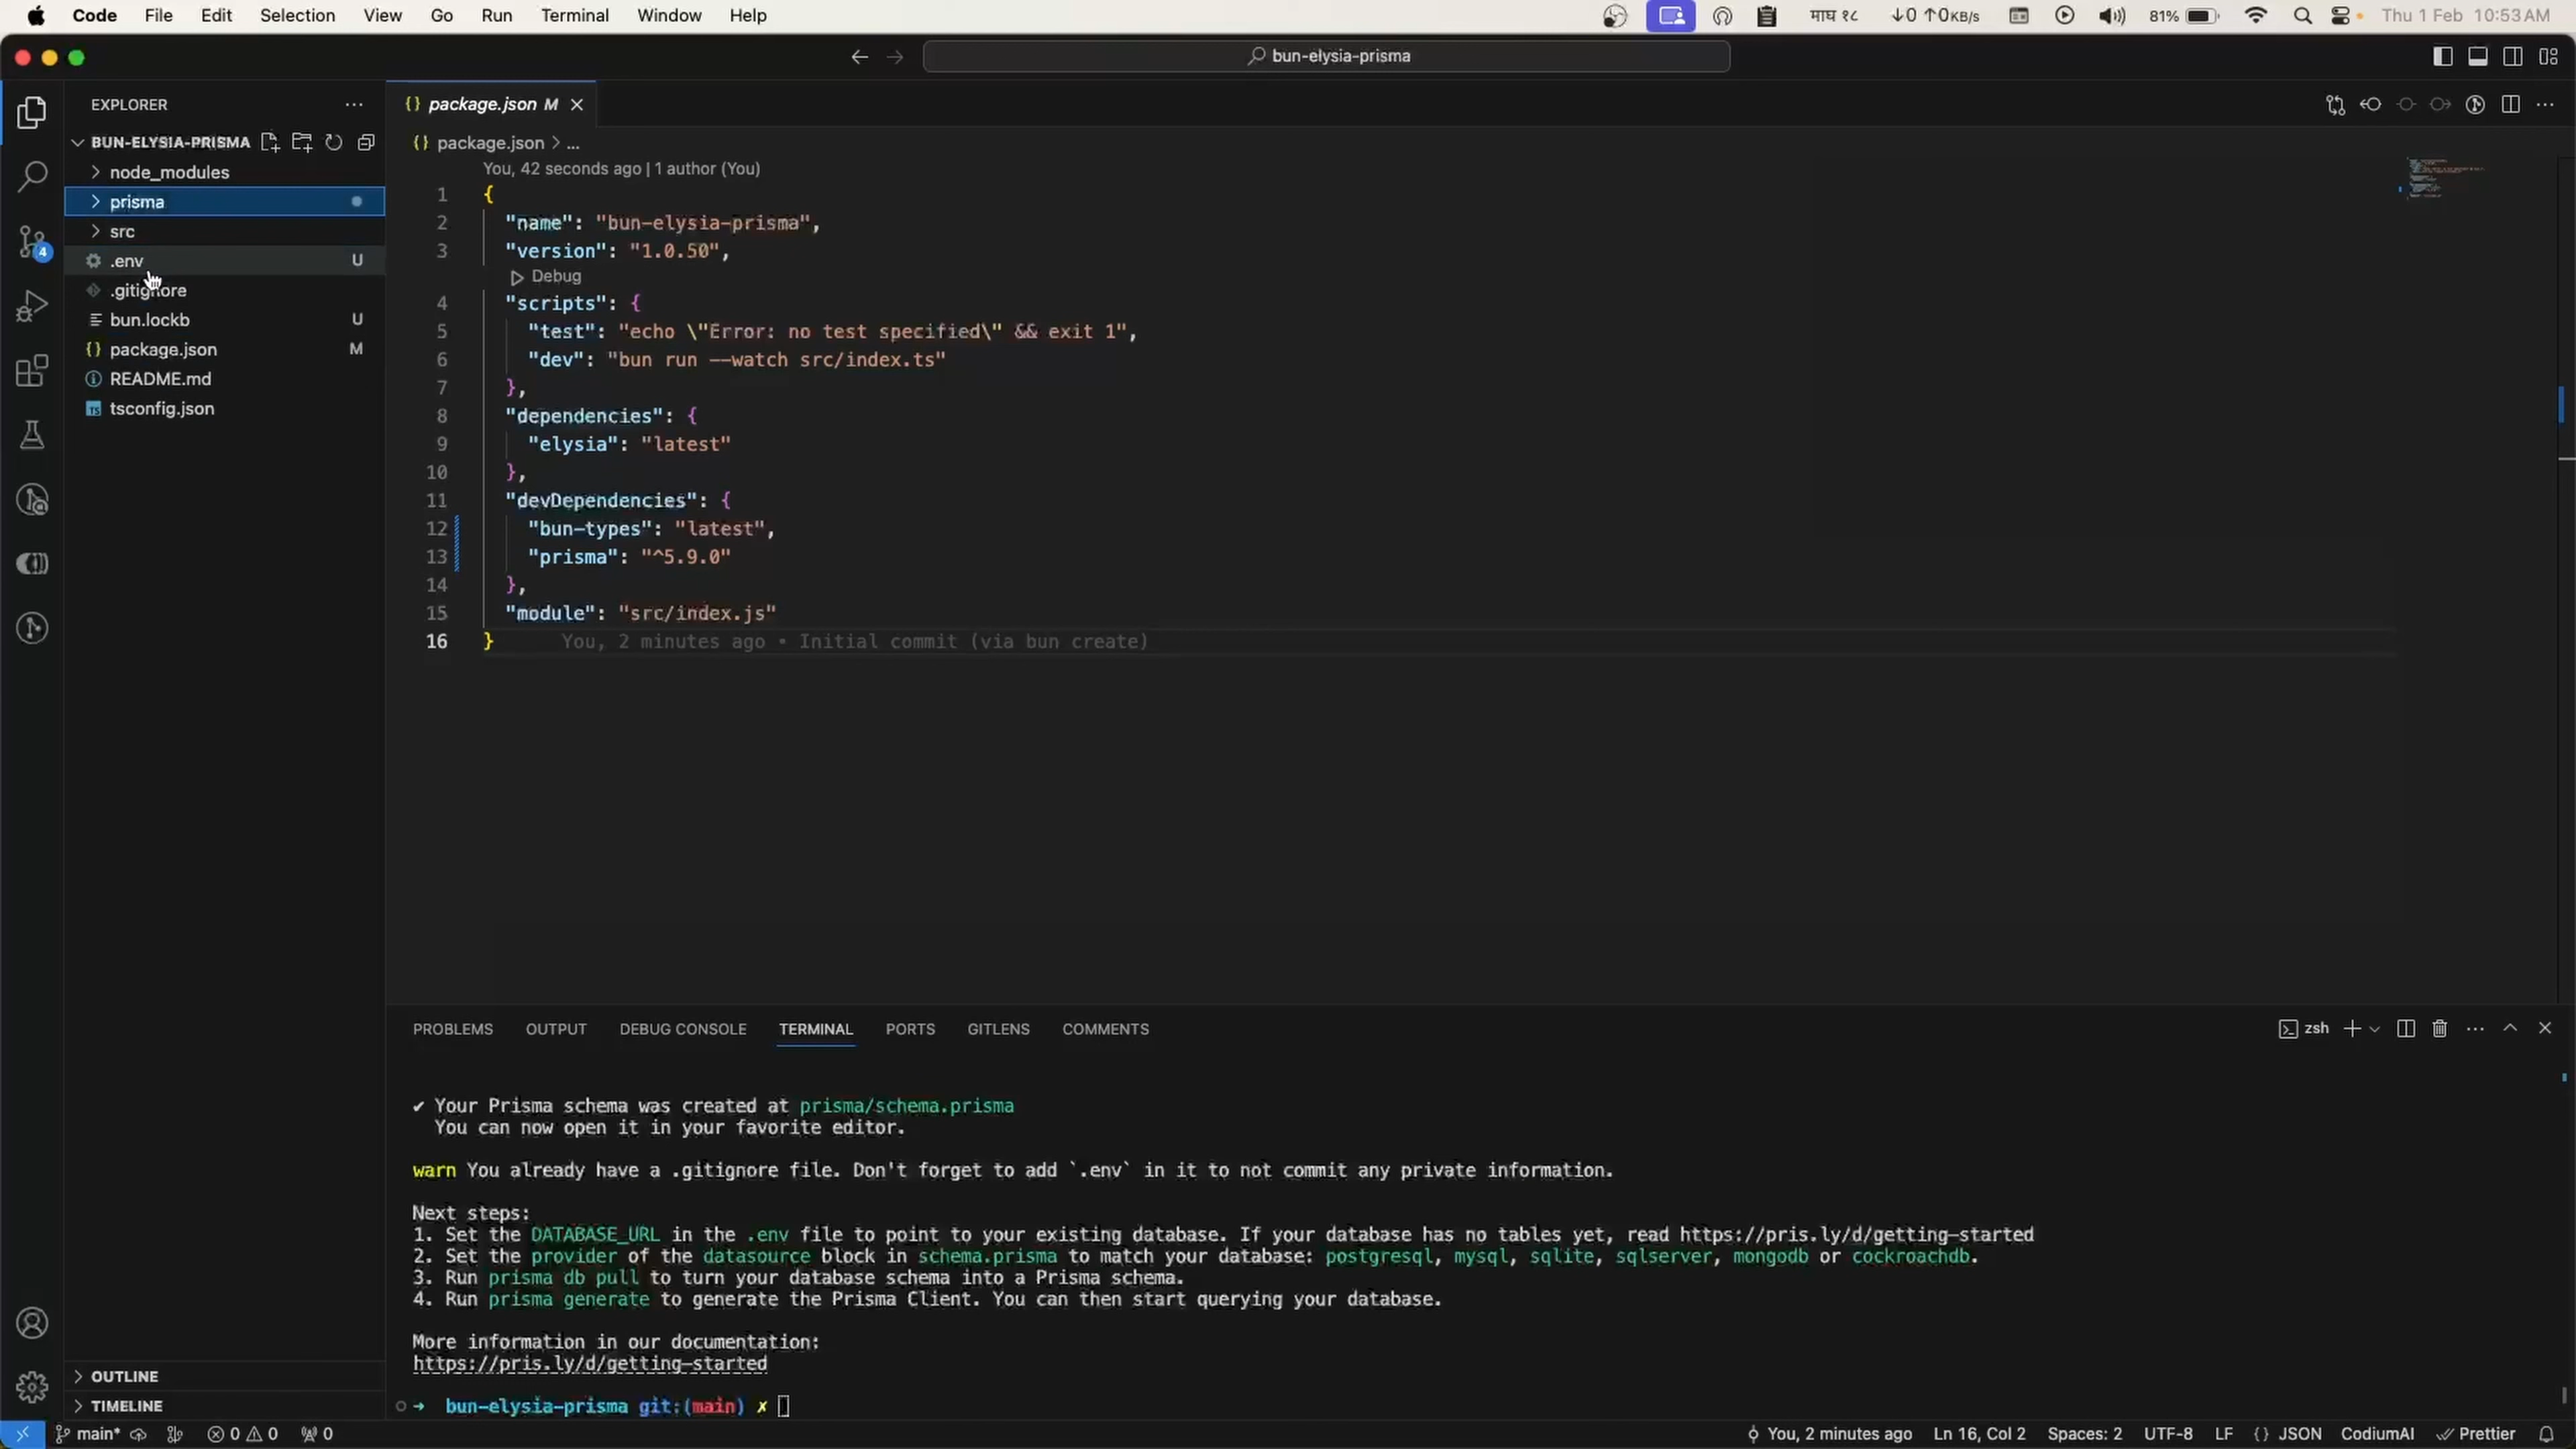 Code File Edit Selection View Go Run Terminal Window Help
माघ १८ ↓0 ↑0KB/s 81% Thu 1 Feb 10:53AM
bun-elysia-prisma
EXPLORER
BUN-ELYSIA-PRISMA
node_modules
prisma
src
.env U
.gitignore
bun.lockb U
package.json M
README.md
tsconfig.json
4
OUTLINE
TIMELINE
{} package.json M
{} package.json > ...
You, 42 seconds ago | 1 author (You)
1 {
2 "name": "bun-elysia-prisma",
3 "version": "1.0.50",
Debug
4 "scripts": {
5 "test": "echo \"Error: no test specified\" && exit 1",
6 "dev": "bun run --watch src/index.ts"
7 },
8 "dependencies": {
9 "elysia": "latest"
10 },
11 "devDependencies": {
12 "bun-types": "latest",
13 "prisma": "^5.9.0"
14 },
15 "module": "src/index.js"
16 } You, 2 minutes ago • Initial commit (via bun create)
PROBLEMS OUTPUT DEBUG CONSOLE TERMINAL PORTS GITLENS COMMENTS
zsh
✔ Your Prisma schema was created at prisma/schema.prisma
You can now open it in your favorite editor.
warn You already have a .gitignore file. Don't forget to add `.env` in it to not commit any private information.
Next steps:
1. Set the DATABASE_URL in the .env file to point to your existing database. If your database has no tables yet, read https://pris.ly/d/getting-started
2. Set the provider of the datasource block in schema.prisma to match your database: postgresql, mysql, sqlite, sqlserver, mongodb or cockroachdb.
3. Run prisma db pull to turn your database schema into a Prisma schema.
4. Run prisma generate to generate the Prisma Client. You can then start querying your database.
More information in our documentation:
https://pris.ly/d/getting-started
➜ bun-elysia-prisma git:(main) ✗
main* 0 0 0 You, 2 minutes ago Ln 16, Col 2 Spaces: 2 UTF-8 LF {} JSON CodiumAI Prettier